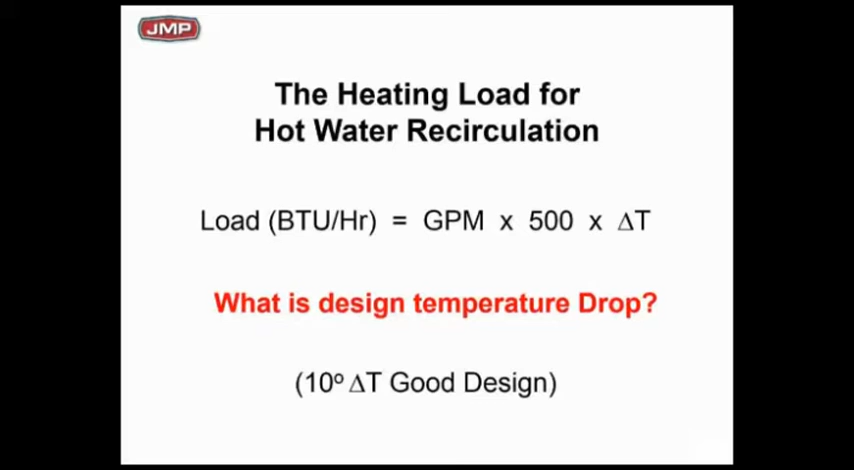 JMP
The Heating Load for
Hot Water Recirculation
Load (BTU/Hr) = GPM x 500 x ΔT
What is design temperature Drop?
(10º ΔT Good Design)